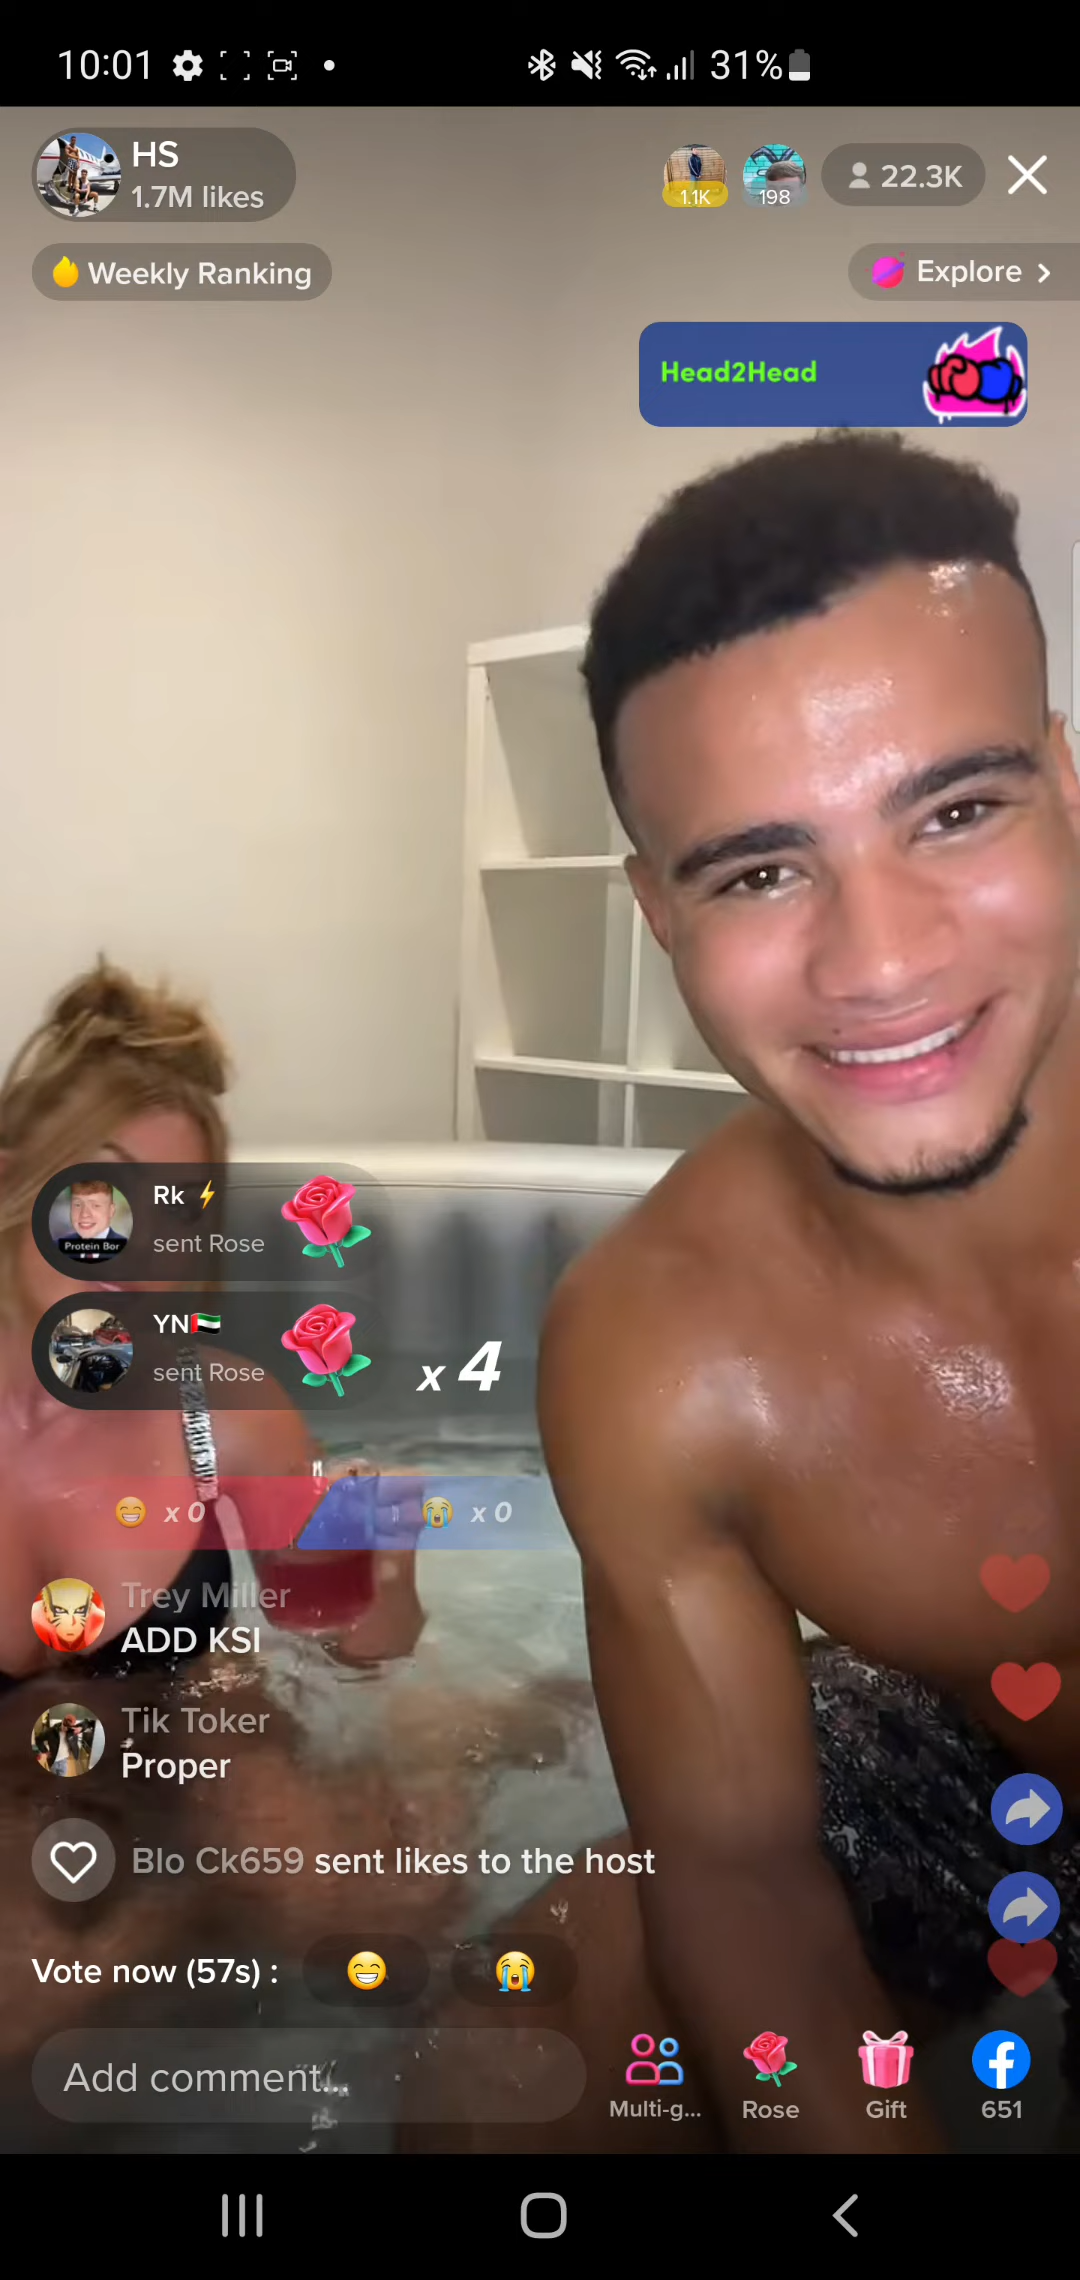 10:01
31%
HS
1.7M likes
1.1K
198
22.3K
Weekly Ranking
Explore
Head2Head
Rk
sent Rose
Protein Bor
YN
sent Rose
x 4
x 0
x 0
Trey Miller
ADD KSI
Tik Toker
Proper
Blo Ck659 sent likes to the host
Vote now (57s) :
Add comment...
Multi-g...
Rose
Gift
651